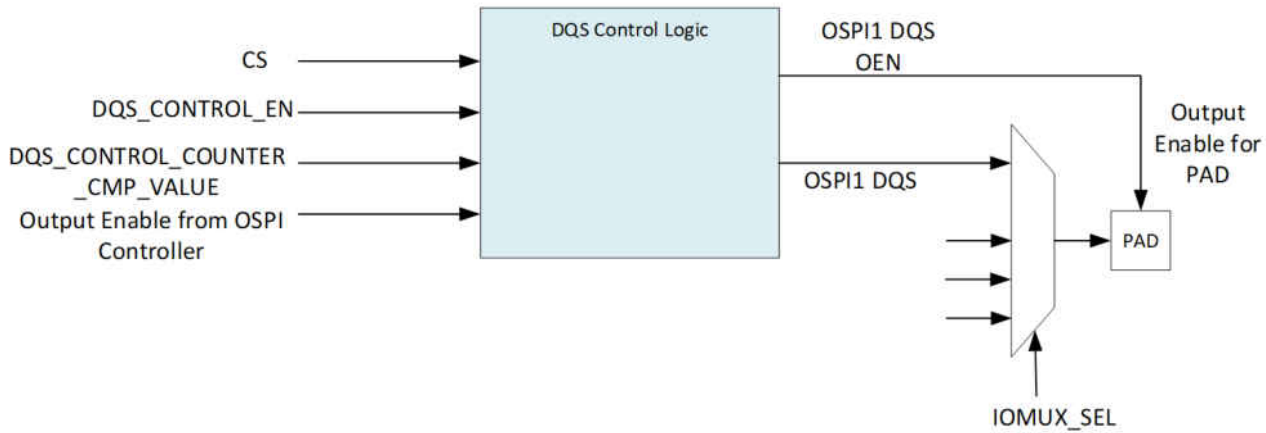 DQS Control Logic
CS
DQS_CONTROL_EN
DQS_CONTROL_COUNTER
_CMP_VALUE
Output Enable from OSPI
Controller
OSPI1 DQS
OEN
OSPI1 DQS
Output
Enable for
PAD
PAD
IOMUX_SEL